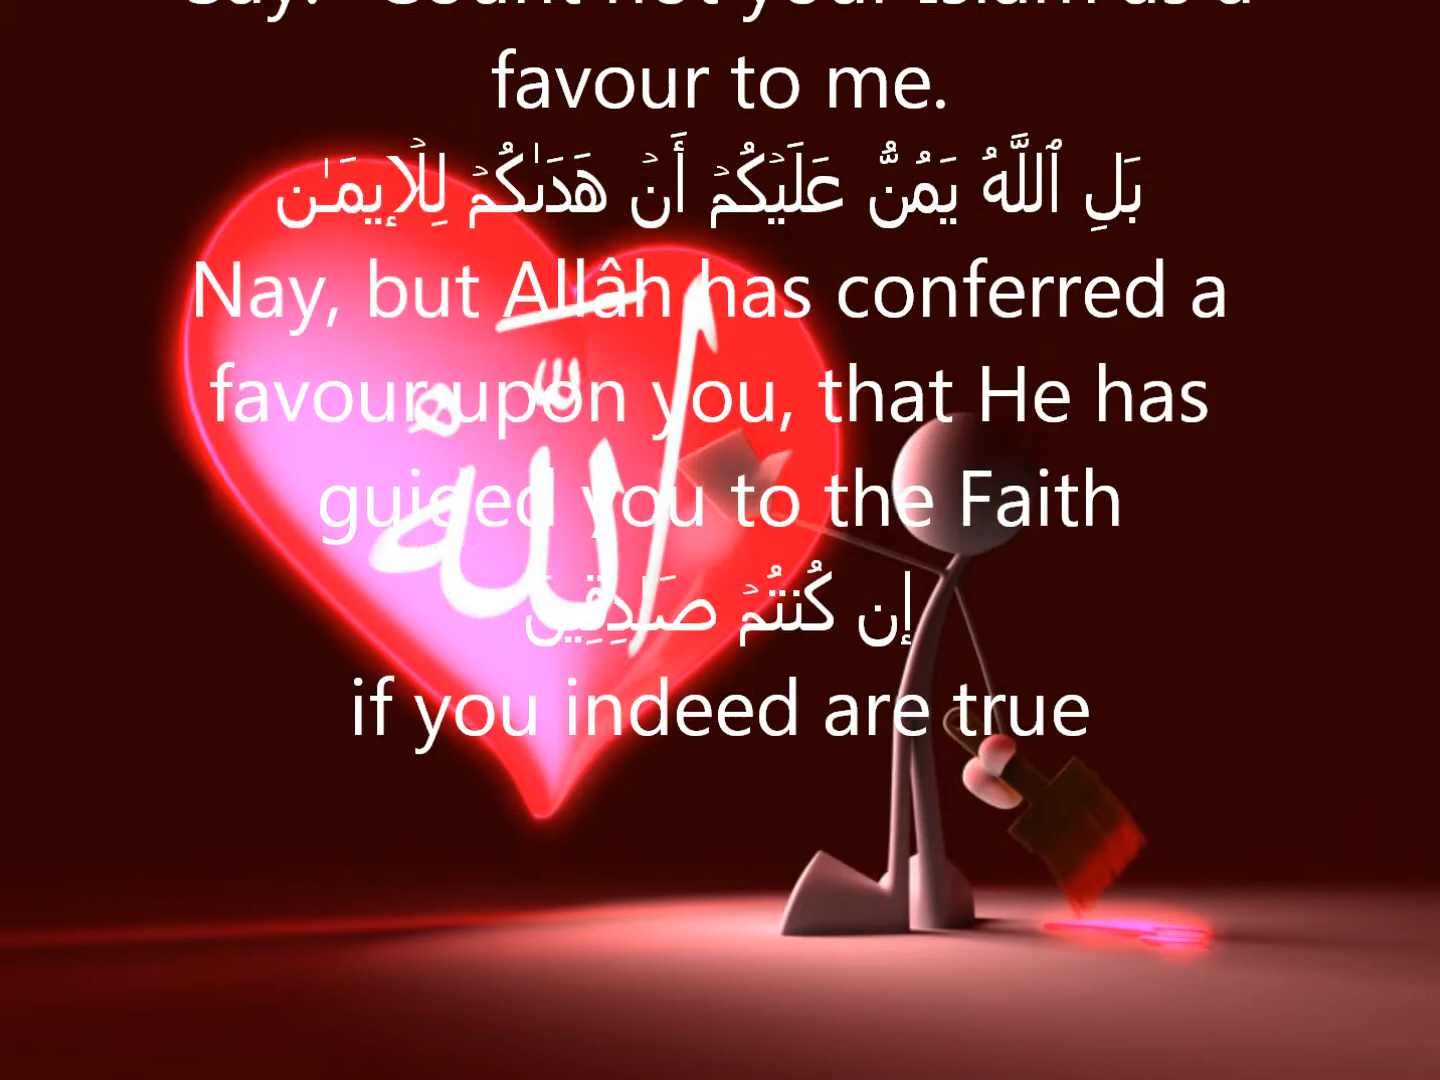 Say: "Count not your Islam as a
favour to me.
بَلِ ٱللَّهُ يَمُنُّ عَلَيۡكُمۡ أَنۡ هَدَىٰكُمۡ لِلۡإِيمَـٰنِ
Nay, but Allâh has conferred a
favour upon you, that He has
guided you to the Faith
إِن كُنتُمۡ صَـٰدِقِينَ
if you indeed are true
الله